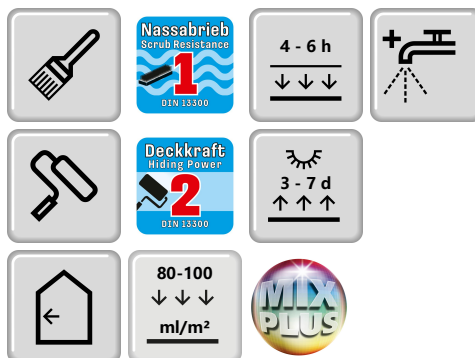 Nassabrieb
Scrub Resistance
1
DIN 13300
4 - 6 h
+
Deckkraft
Hiding Power
2
DIN 13300
3 - 7 d
80-100
ml/m²
MIX
PLUS